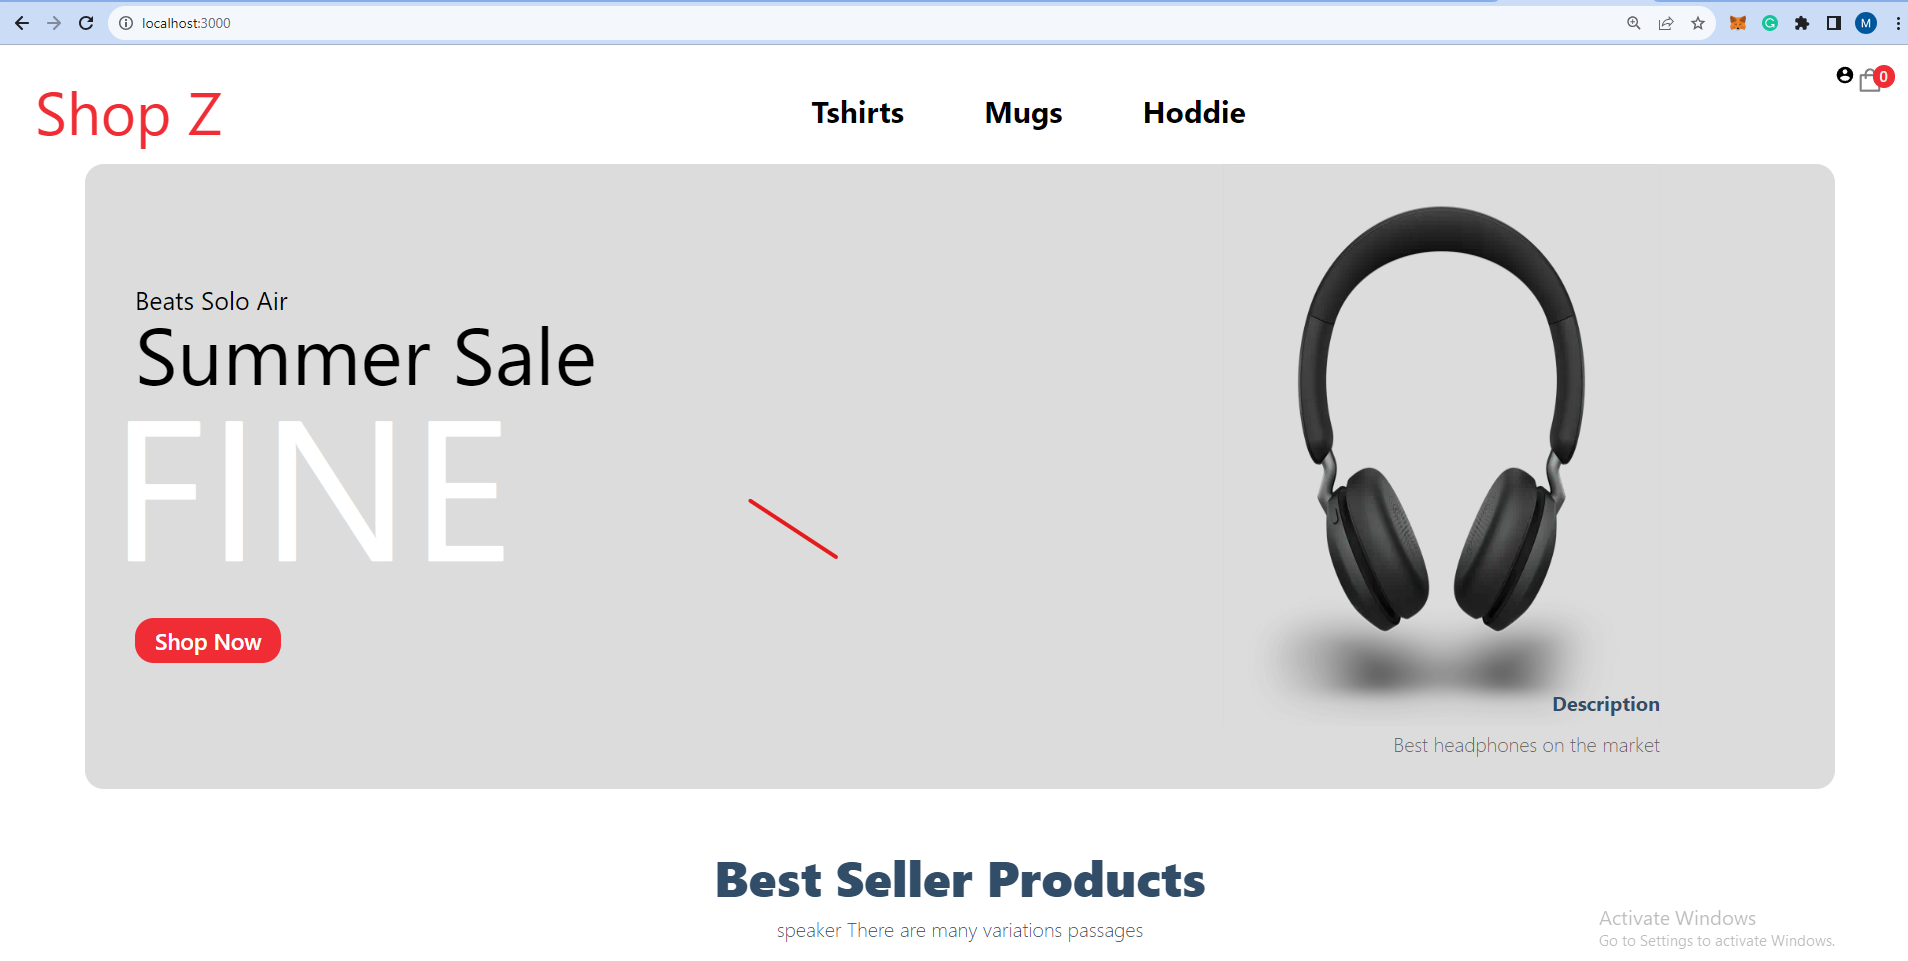 localhost:3000
M
Shop Z
Tshirts Mugs Hoddie
0
Beats Solo Air
Summer Sale
FINE
Shop Now
Description
Best headphones on the market
Best Seller Products
speaker There are many variations passages
Activate Windows
Go to Settings to activate Windows.